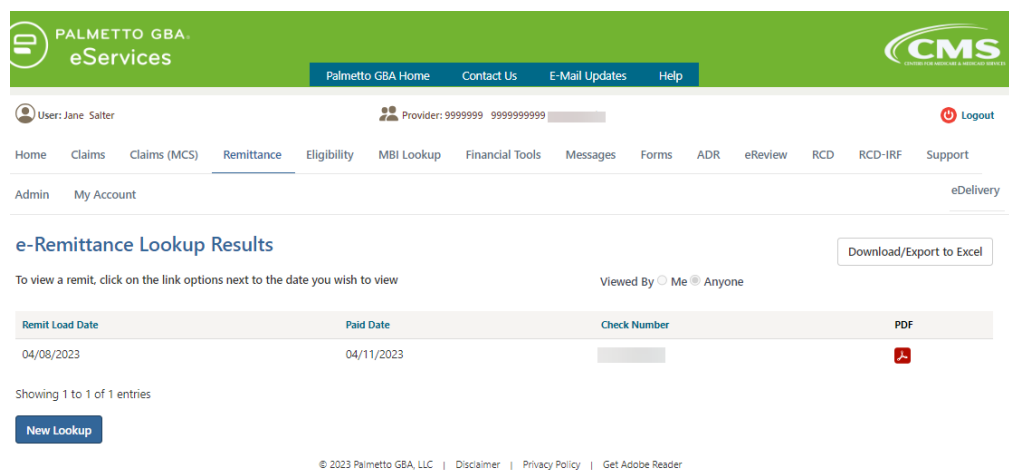 PALMETTO GBA.
eServices
CMS
CENTERS FOR MEDICARE & MEDICAID SERVICES
Palmetto GBA Home Contact Us E-Mail Updates Help
User: Jane Salter Provider: 9999999 9999999999 Logout
Home Claims Claims (MCS) Remittance Eligibility MBI Lookup Financial Tools Messages Forms ADR eReview RCD RCD-IRF Support
Admin My Account eDelivery
e-Remittance Lookup Results
Download/Export to Excel
To view a remit, click on the link options next to the date you wish to view Viewed By Me Anyone
Remit Load Date Paid Date Check Number PDF
04/08/2023 04/11/2023
Showing 1 to 1 of 1 entries
New Lookup
© 2023 Palmetto GBA, LLC | Disclaimer | Privacy Policy | Get Adobe Reader